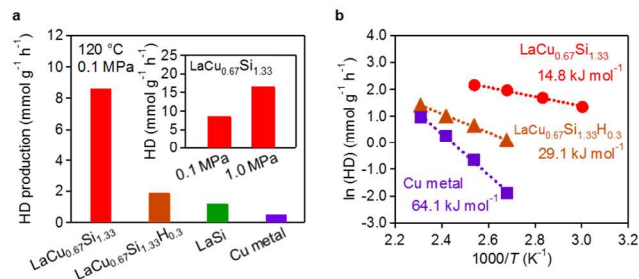 a
HD production (mmol g⁻¹ h⁻¹)
12
10
8
6
4
2
0
120 °C
0.1 MPa
HD (mmol g⁻¹ h⁻¹)
25
20
15
10
5
0
LaCu₀.₆₇Si₁.₃₃
0.1 MPa
1.0 MPa
LaCu₀.₆₇Si₁.₃₃
LaCu₀.₆₇Si₁.₃₃H₀.₃
LaSi
Cu metal
b
ln (HD) (mmol g⁻¹ h⁻¹)
4.0
3.0
2.0
1.0
0.0
-1.0
-2.0
-3.0
LaCu₀.₆₇Si₁.₃₃
14.8 kJ mol⁻¹
LaCu₀.₆₇Si₁.₃₃H₀.₃
29.1 kJ mol⁻¹
Cu metal
64.1 kJ mol⁻¹
2.2
2.4
2.6
2.8
3.0
3.2
1000/T (K⁻¹)